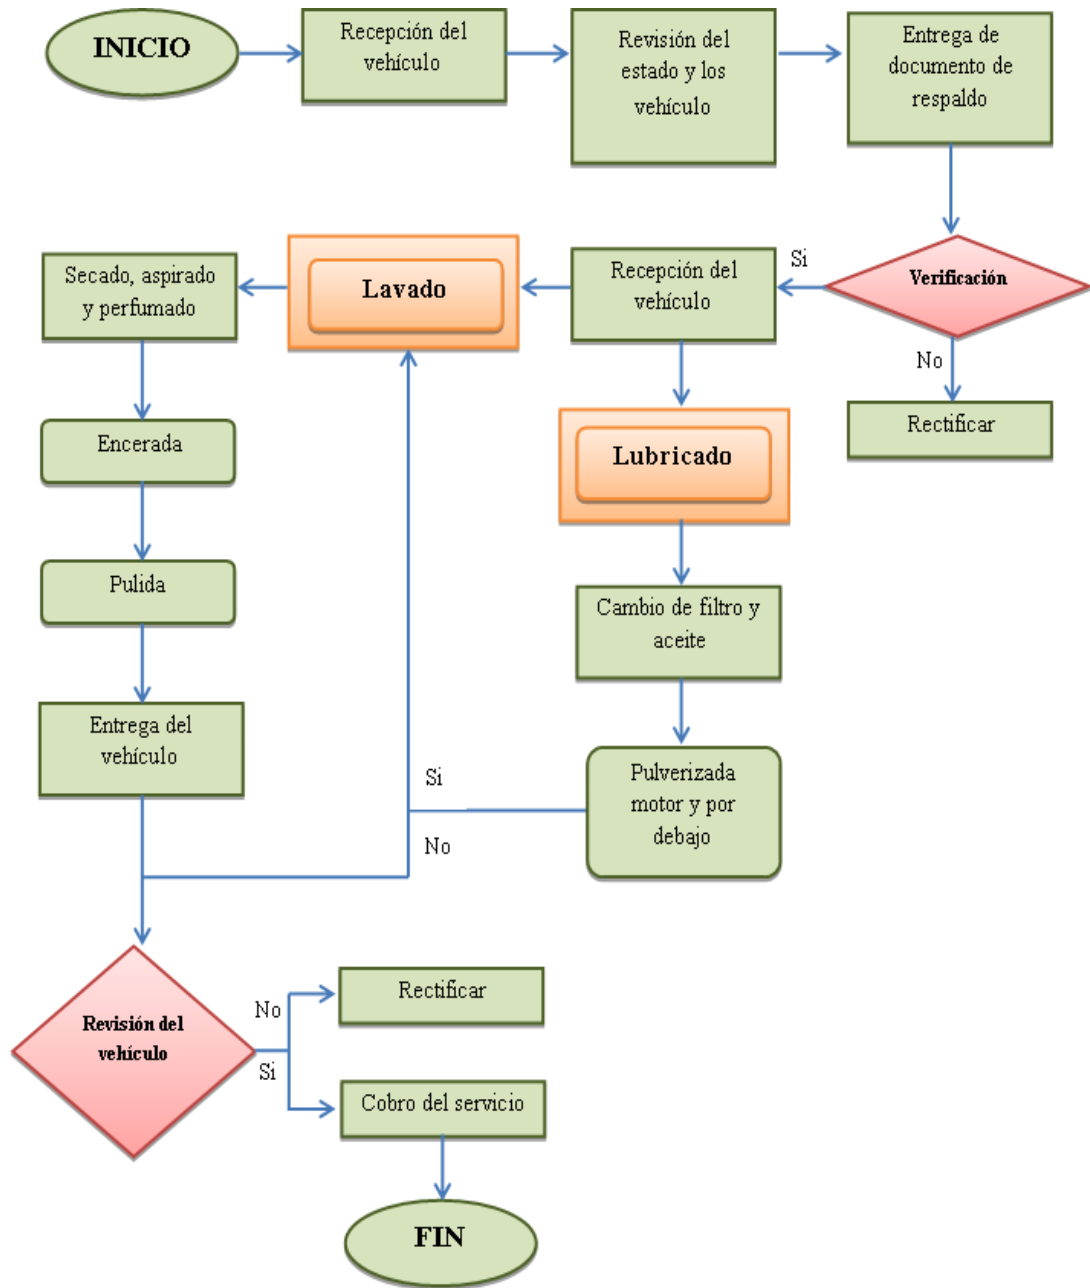 INICIO
Recepción del
vehículo
Revisión del
estado y los
vehículo
Entrega de
documento de
respaldo
Verificación
Si
No
Rectificar
Recepción del
vehículo
Lavado
Secado, aspirado
y perfumado
Encerada
Pulida
Entrega del
vehículo
Lubricado
Cambio de filtro y
aceite
Pulverizada
motor y por
debajo
Si
No
Revisión del
vehículo
No
Si
Rectificar
Cobro del servicio
FIN